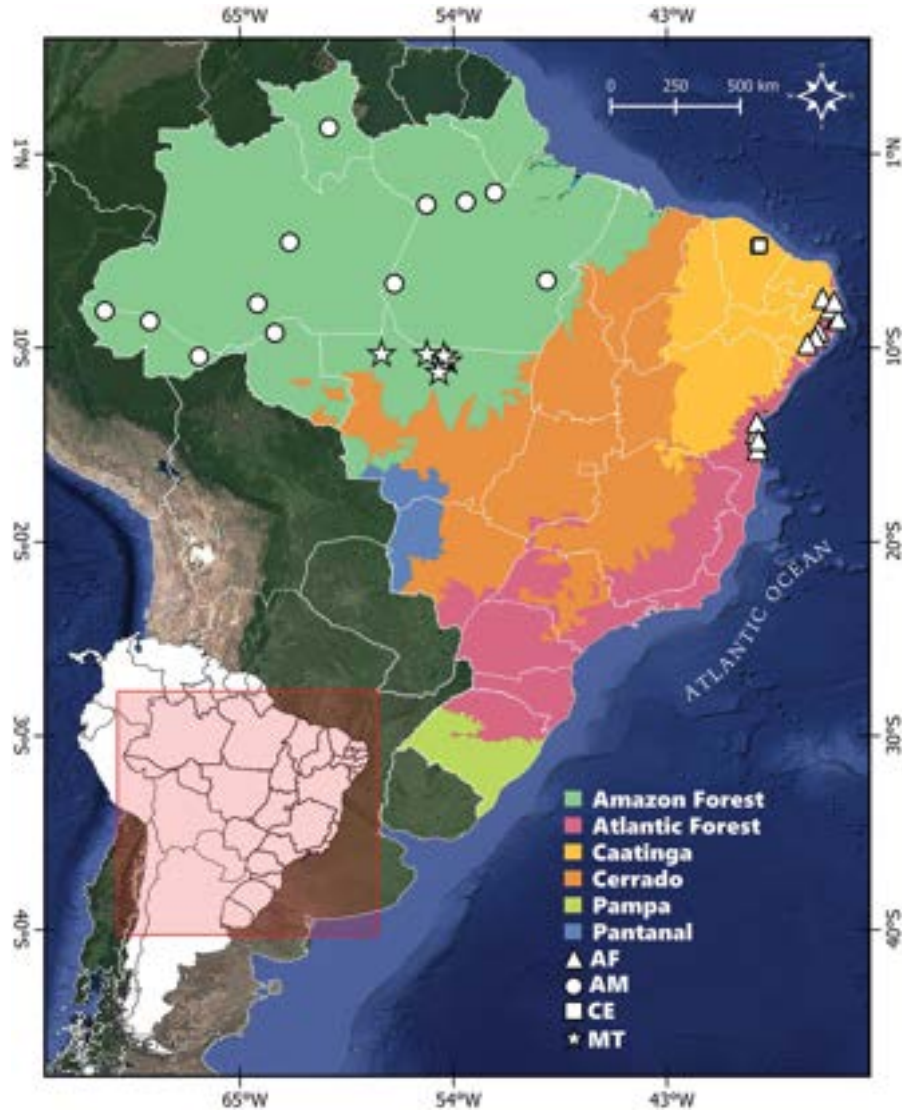 65°W 54°W 43°W
0 250 500 km
1°N 1°N
10°S 10°S
20°S 20°S
ATLANTIC OCEAN
30°S 30°S
Amazon Forest
Atlantic Forest
Caatinga
Cerrado
Pampa
Pantanal
40°S 40°S
AF
AM
CE
MT
65°W 54°W 43°W